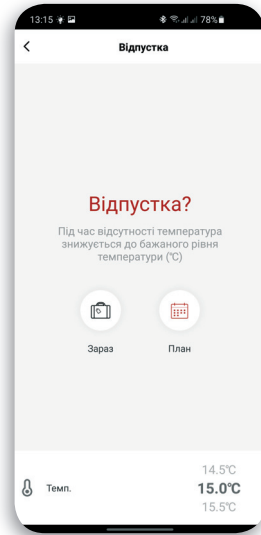 13:15 78%
Відпустка
Відпустка?
Під час відсутності температура
знижується до бажаного рівня
температури (℃)
Зараз План
14.5℃
Темп. 15.0℃
15.5℃